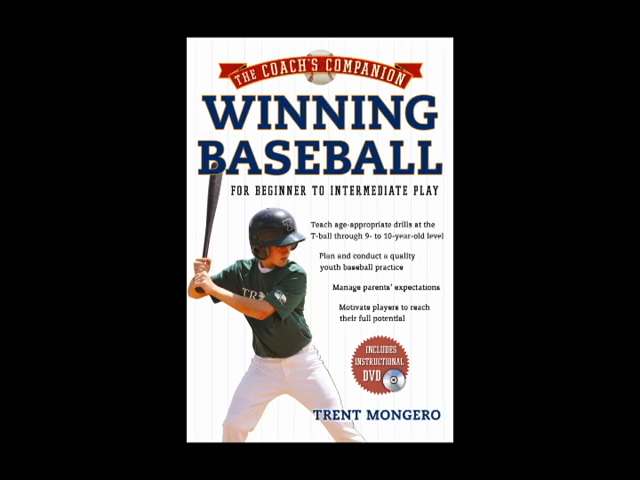 THE COACH'S COMPANION
WINNING
BASEBALL
FOR BEGINNER TO INTERMEDIATE PLAY
Teach age-appropriate drills at the
T-ball through 9- to 10-year-old level
Plan and conduct a quality
youth baseball practice
Manage parents' expectations
Motivate players to reach
their full potential
INCLUDES
INSTRUCTIONAL
DVD
TRENT MONGERO